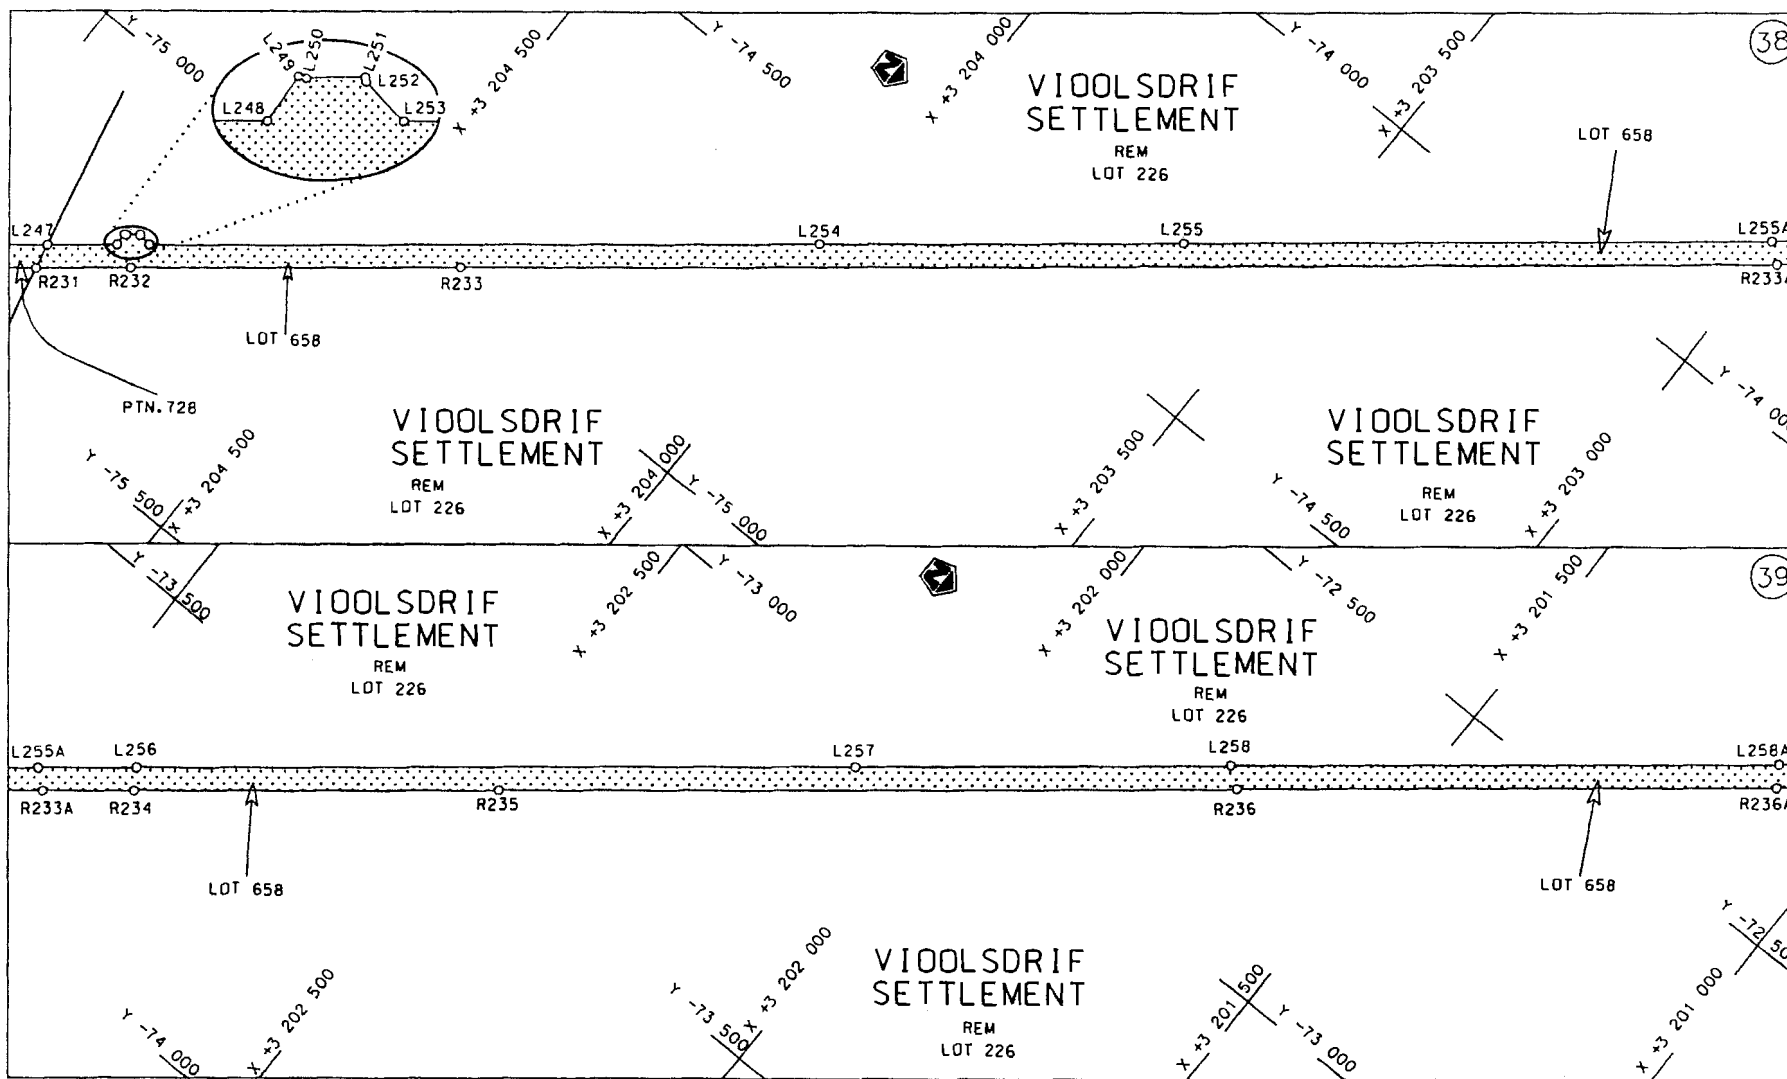 Y -75 000
L249
L250
L251
L252
L248
L253
X +3 204 500
Y -74 500
N
X +3 204 000
VIOOLSDRIF
SETTLEMENT
REM
LOT 226
Y -74 000
X +3 203 500
38
LOT 658
L247
L254
L255
L255A
R231
R232
R233
R233A
LOT 658
PTN.728
VIOOLSDRIF
SETTLEMENT
REM
LOT 226
Y -75 500
X +3 204 500
X +3 204 000
Y -75 000
X +3 203 500
VIOOLSDRIF
SETTLEMENT
REM
LOT 226
Y -74 500
X +3 203 000
Y -74 00
Y -73 500
VIOOLSDRIF
SETTLEMENT
REM
LOT 226
X +3 202 500
Y -73 000
N
X +3 202 000
VIOOLSDRIF
SETTLEMENT
REM
LOT 226
Y -72 500
X +3 201 500
39
L255A
L256
L257
L258
L258A
R233A
R234
R235
R236
R236A
LOT 658
LOT 658
Y -74 000
X +3 202 500
Y -73 500
X +3 202 000
VIOOLSDRIF
SETTLEMENT
REM
LOT 226
X +3 201 500
Y -73 000
X +3 201 000
Y -72 50